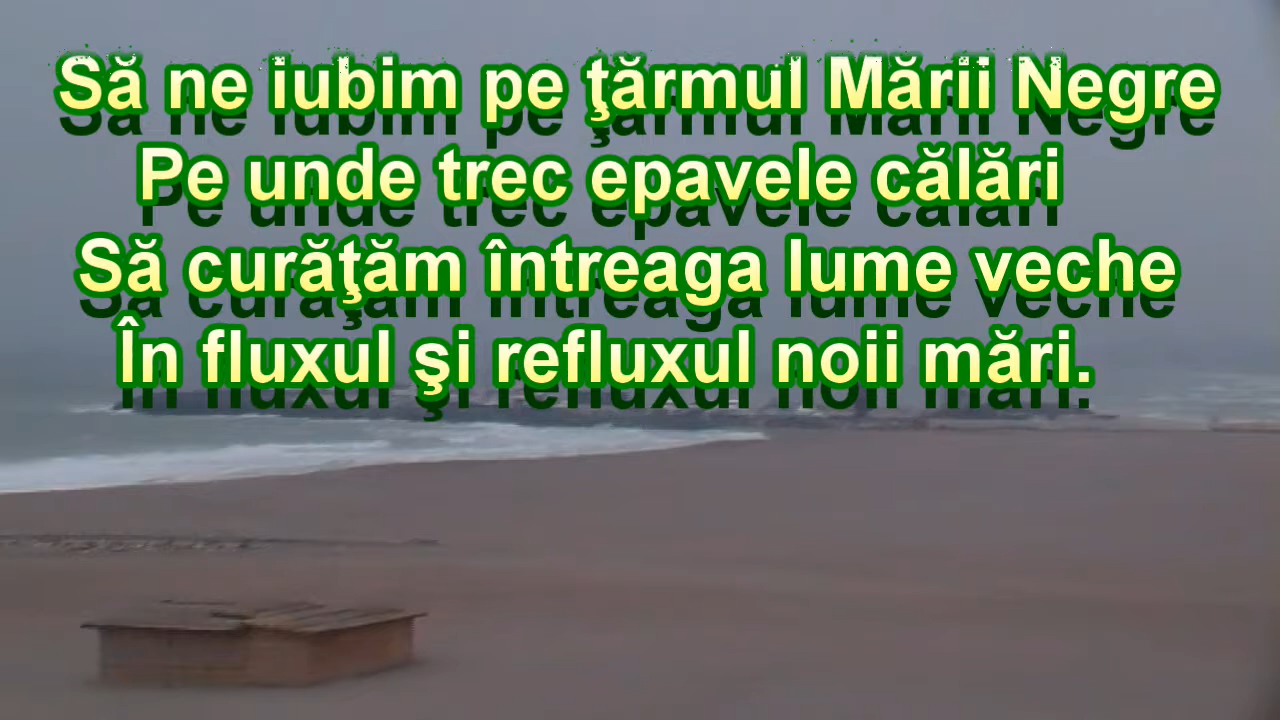 Să ne iubim pe ţărmul Mării Negre
Pe unde trec epavele călări
Să curăţăm întreaga lume veche
În fluxul şi refluxul noii mări.